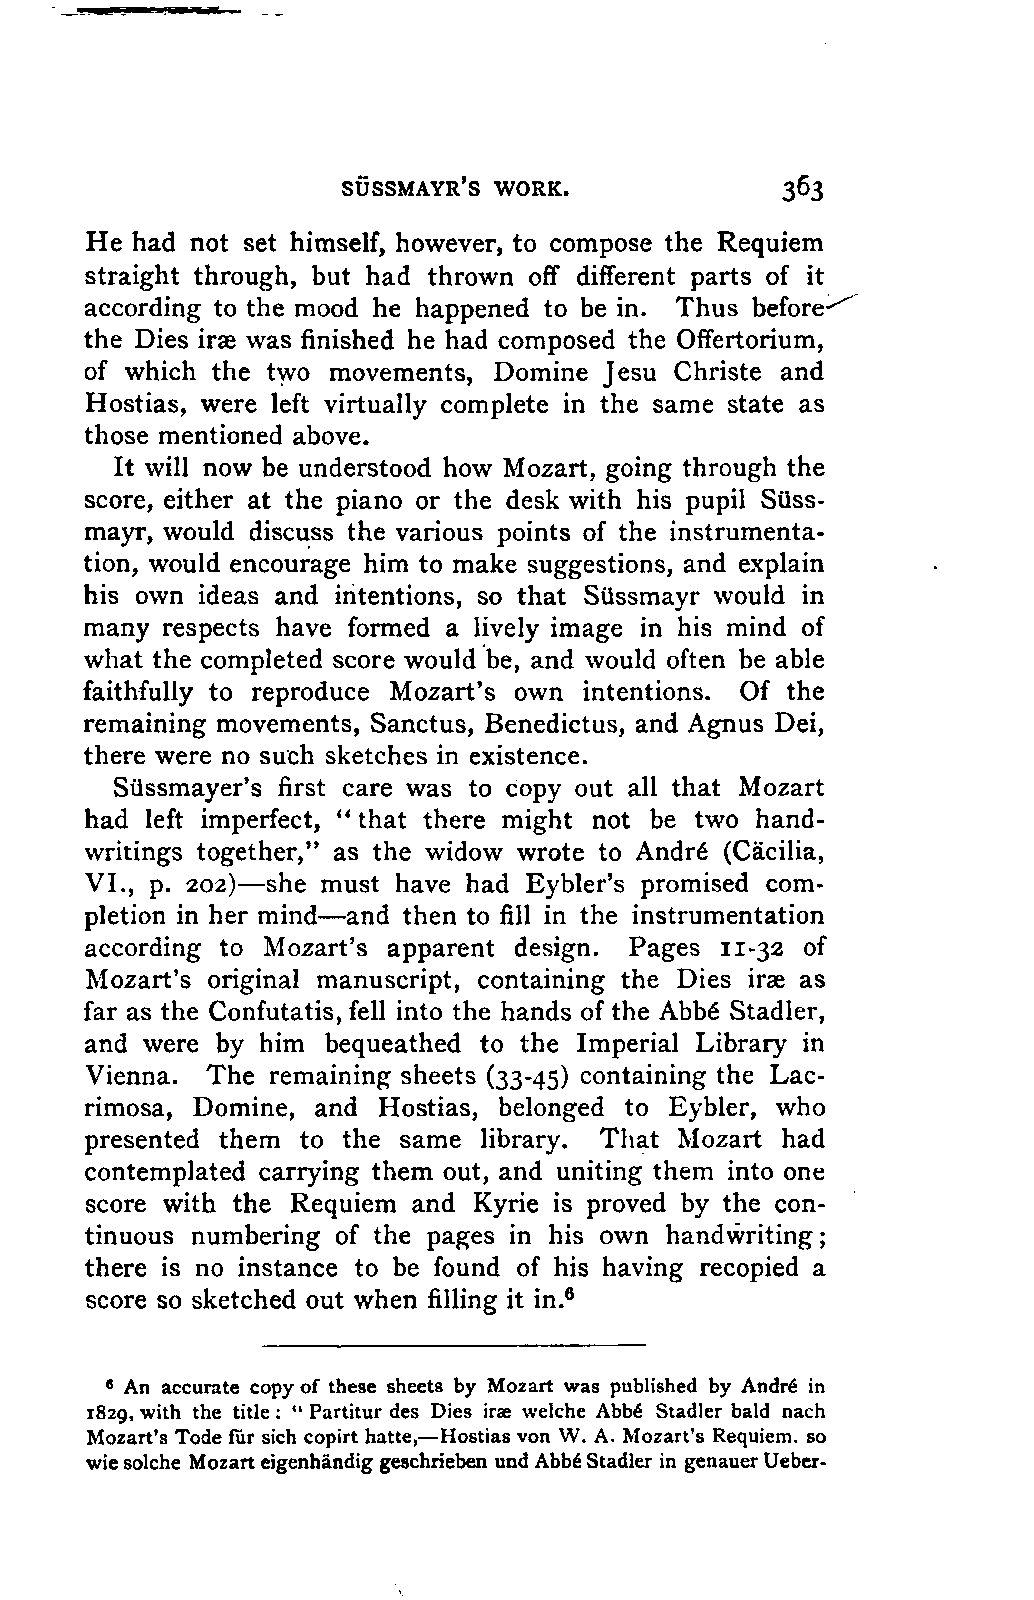 SÜSSMAYR'S WORK. 363
He had not set himself, however, to compose the Requiem
straight through, but had thrown off different parts of it
according to the mood he happened to be in. Thus before
the Dies iræ was finished he had composed the Offertorium,
of which the two movements, Domine Jesu Christe and
Hostias, were left virtually complete in the same state as
those mentioned above.
It will now be understood how Mozart, going through the
score, either at the piano or the desk with his pupil Süss-
mayr, would discuss the various points of the instrumenta-
tion, would encourage him to make suggestions, and explain
his own ideas and intentions, so that Süssmayr would in
many respects have formed a lively image in his mind of
what the completed score would be, and would often be able
faithfully to reproduce Mozart's own intentions. Of the
remaining movements, Sanctus, Benedictus, and Agnus Dei,
there were no such sketches in existence.
Süssmayer's first care was to copy out all that Mozart
had left imperfect, "that there might not be two hand-
writings together," as the widow wrote to André (Cäcilia,
VI., p. 202)—she must have had Eybler's promised com-
pletion in her mind—and then to fill in the instrumentation
according to Mozart's apparent design. Pages 11-32 of
Mozart's original manuscript, containing the Dies iræ as
far as the Confutatis, fell into the hands of the Abbé Stadler,
and were by him bequeathed to the Imperial Library in
Vienna. The remaining sheets (33-45) containing the Lac-
rimosa, Domine, and Hostias, belonged to Eybler, who
presented them to the same library. That Mozart had
contemplated carrying them out, and uniting them into one
score with the Requiem and Kyrie is proved by the con-
tinuous numbering of the pages in his own handwriting;
there is no instance to be found of his having recopied a
score so sketched out when filling it in.⁶
⁶ An accurate copy of these sheets by Mozart was published by André in
1829, with the title: "Partitur des Dies iræ welche Abbé Stadler bald nach
Mozart's Tode für sich copirt hatte,—Hostias von W. A. Mozart's Requiem. so
wie solche Mozart eigenhändig geschrieben und Abbé Stadler in genauer Ueber-